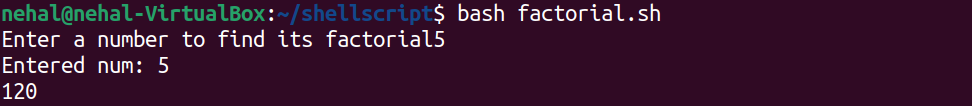 nehal@nehal-VirtualBox:~/shellscript$ bash factorial.sh
Enter a number to find its factorial5
Entered num: 5
120